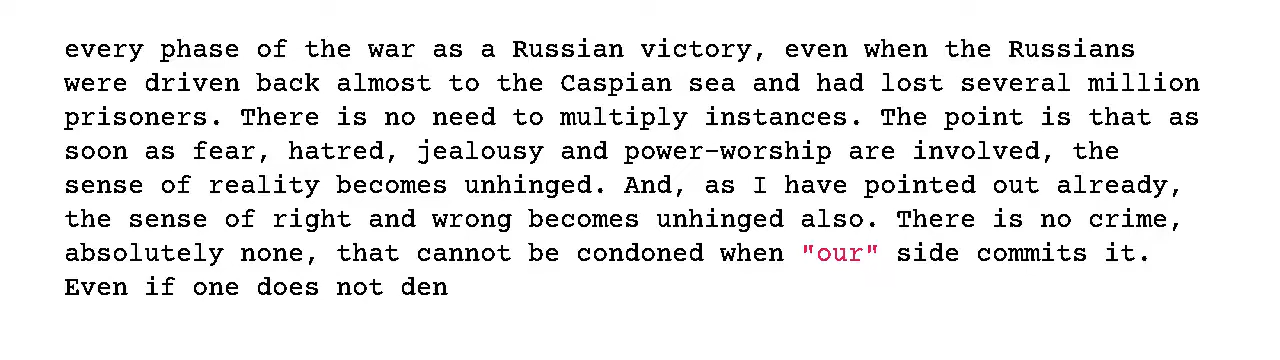 every phase of the war as a Russian victory, even when the Russians
were driven back almost to the Caspian sea and had lost several million
prisoners. There is no need to multiply instances. The point is that as
soon as fear, hatred, jealousy and power-worship are involved, the
sense of reality becomes unhinged. And, as I have pointed out already,
the sense of right and wrong becomes unhinged also. There is no crime,
absolutely none, that cannot be condoned when "our" side commits it.
Even if one does not den